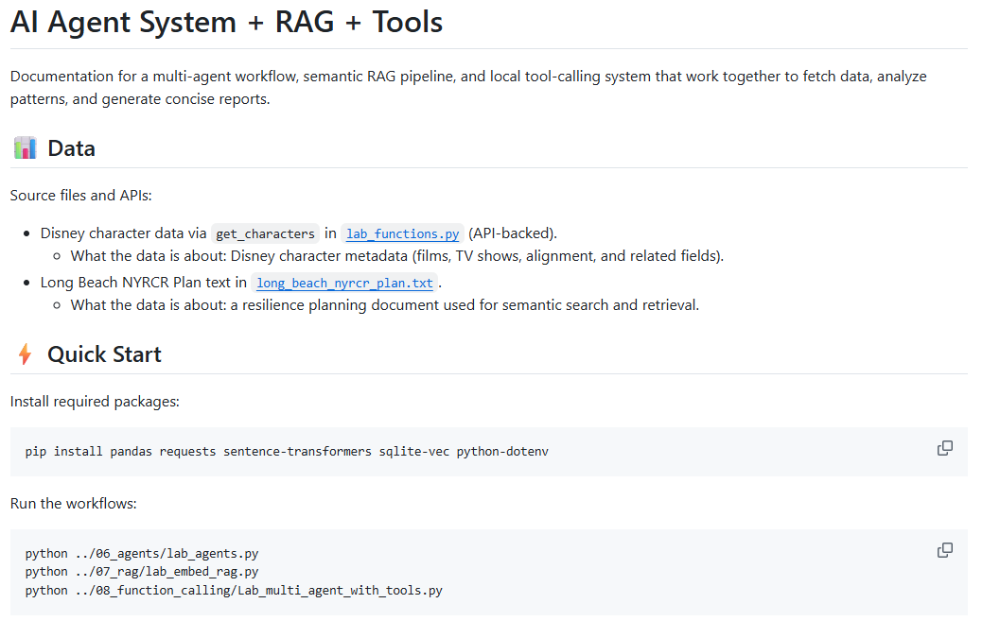 AI Agent System + RAG + Tools
Documentation for a multi-agent workflow, semantic RAG pipeline, and local tool-calling system that work together to fetch data, analyze
patterns, and generate concise reports.
Data
Source files and APIs:
Disney character data via get_characters in lab_functions.py (API-backed).
What the data is about: Disney character metadata (films, TV shows, alignment, and related fields).
Long Beach NYRCR Plan text in long_beach_nyrcr_plan.txt .
What the data is about: a resilience planning document used for semantic search and retrieval.
Quick Start
Install required packages:
pip install pandas requests sentence-transformers sqlite-vec python-dotenv
Run the workflows:
python ../06_agents/lab_agents.py
python ../07_rag/lab_embed_rag.py
python ../08_function_calling/Lab_multi_agent_with_tools.py